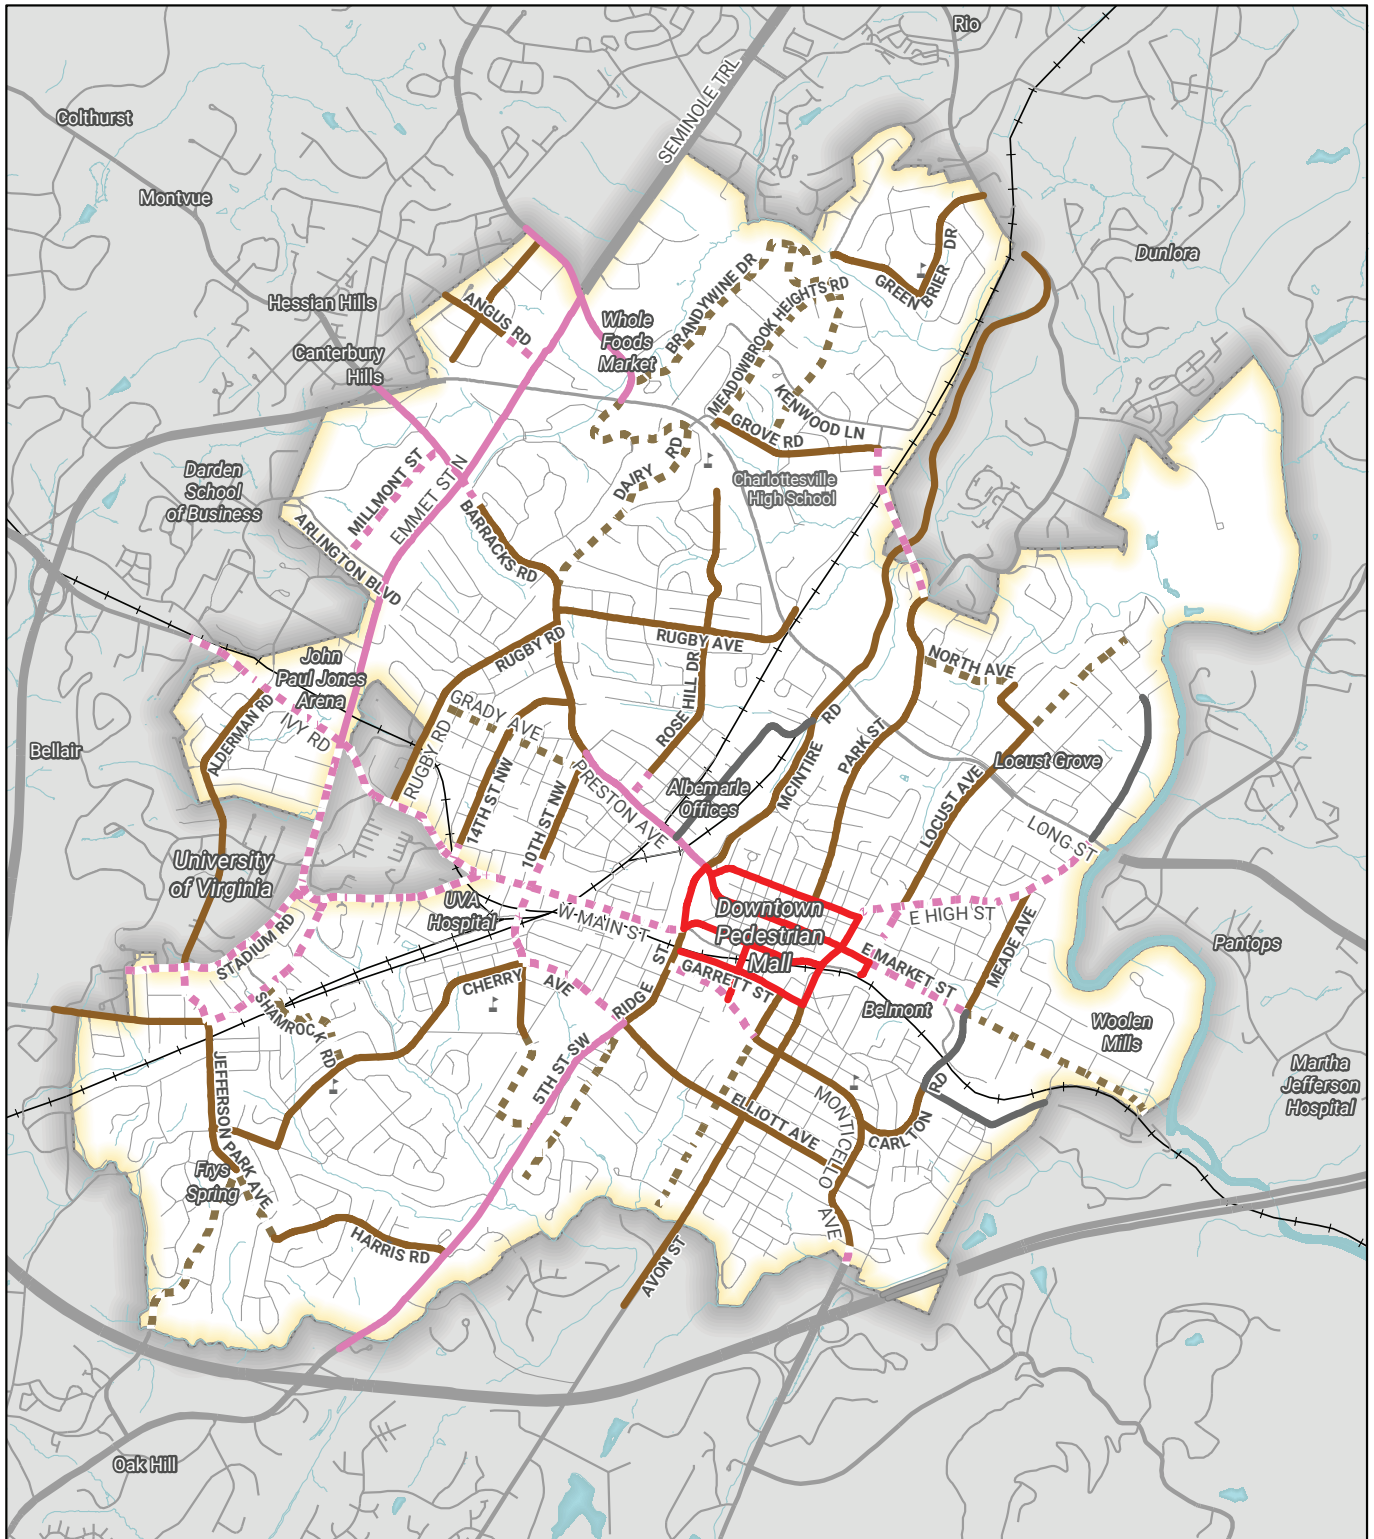 Rio
SEMINOLE TRL
Colthurst
Montvue
Dunlora
GREEN BRIER DR
BRANDYWINE DR
MEADOWBROOK HEIGHTS RD
Hessian Hills
ANGUS RD
Whole
Foods
Market
Canterbury
Hills
KENWOOD LN
GROVE RD
DAIRY RD
Charlottesville
High School
MILLMONT ST
EMMET ST N
Darden
School
of Business
BARRACKS RD
ARLINGTON BLVD
RUGBY AVE
RUGBY RD
NORTH AVE
John
Paul Jones
Arena
ROSE HILL DR
GRADY AVE
ALDERMAN RD
IVY RD
RUGBY RD
Bellair
MCINTIRE RD
PARK ST
Locust Grove
PRESTON AVE
Albemarle
Offices
14TH ST NW
10TH ST NW
LOCUST AVE
LONG ST
University
of Virginia
UVA
Hospital
W MAIN ST
Downtown
Pedestrian
Mall
E HIGH ST
STADIUM RD
MEADE AVE
Pantops
E MARKET ST
CHERRY AVE
RIDGE ST
GARRETT ST
Belmont
SHAMROCK RD
Woolen
Mills
Martha
Jefferson
Hospital
5TH ST SW
JEFFERSON PARK AVE
MONTICELLO AVE
ELLIOTT AVE
CARLTON RD
Frys
Spring
HARRIS RD
AVON ST
Oak Hill